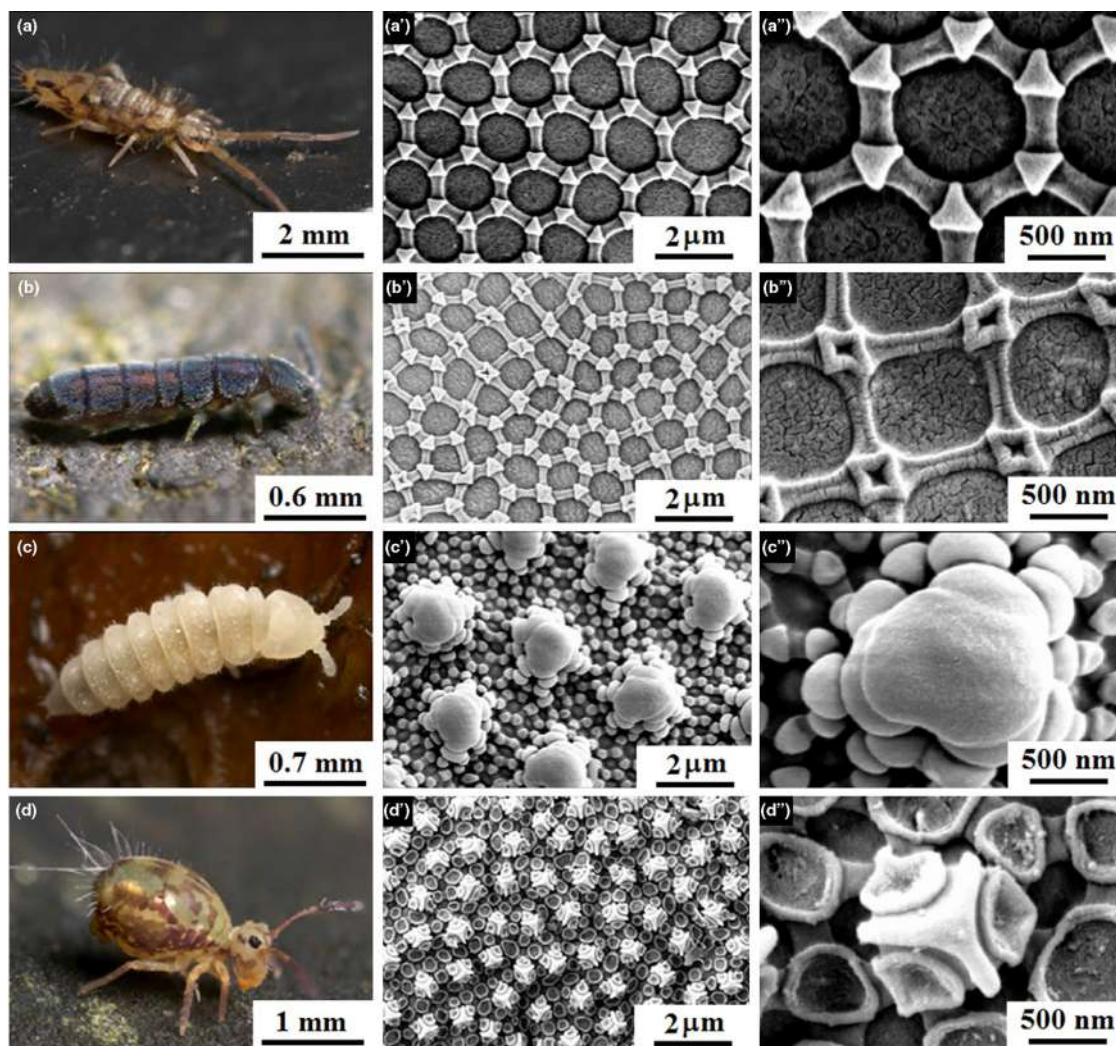 (a)
(a')
(a")
2 mm
2 μm
500 nm
(b)
(b')
(b")
0.6 mm
2 μm
500 nm
(c)
(c')
(c")
0.7 mm
2 μm
500 nm
(d)
(d')
(d")
1 mm
2 μm
500 nm